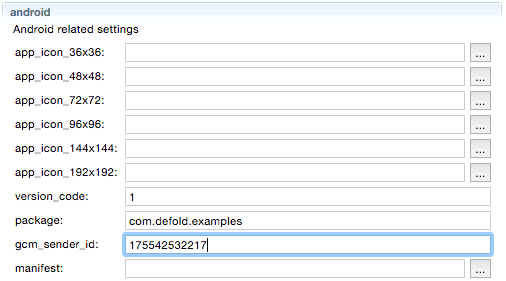 android
Android related settings
app_icon_36x36: ...
app_icon_48x48: ...
app_icon_72x72: ...
app_icon_96x96: ...
app_icon_144x144: ...
app_icon_192x192: ...
version_code: 1
package: com.defold.examples
gcm_sender_id: 175542532217
manifest: ...